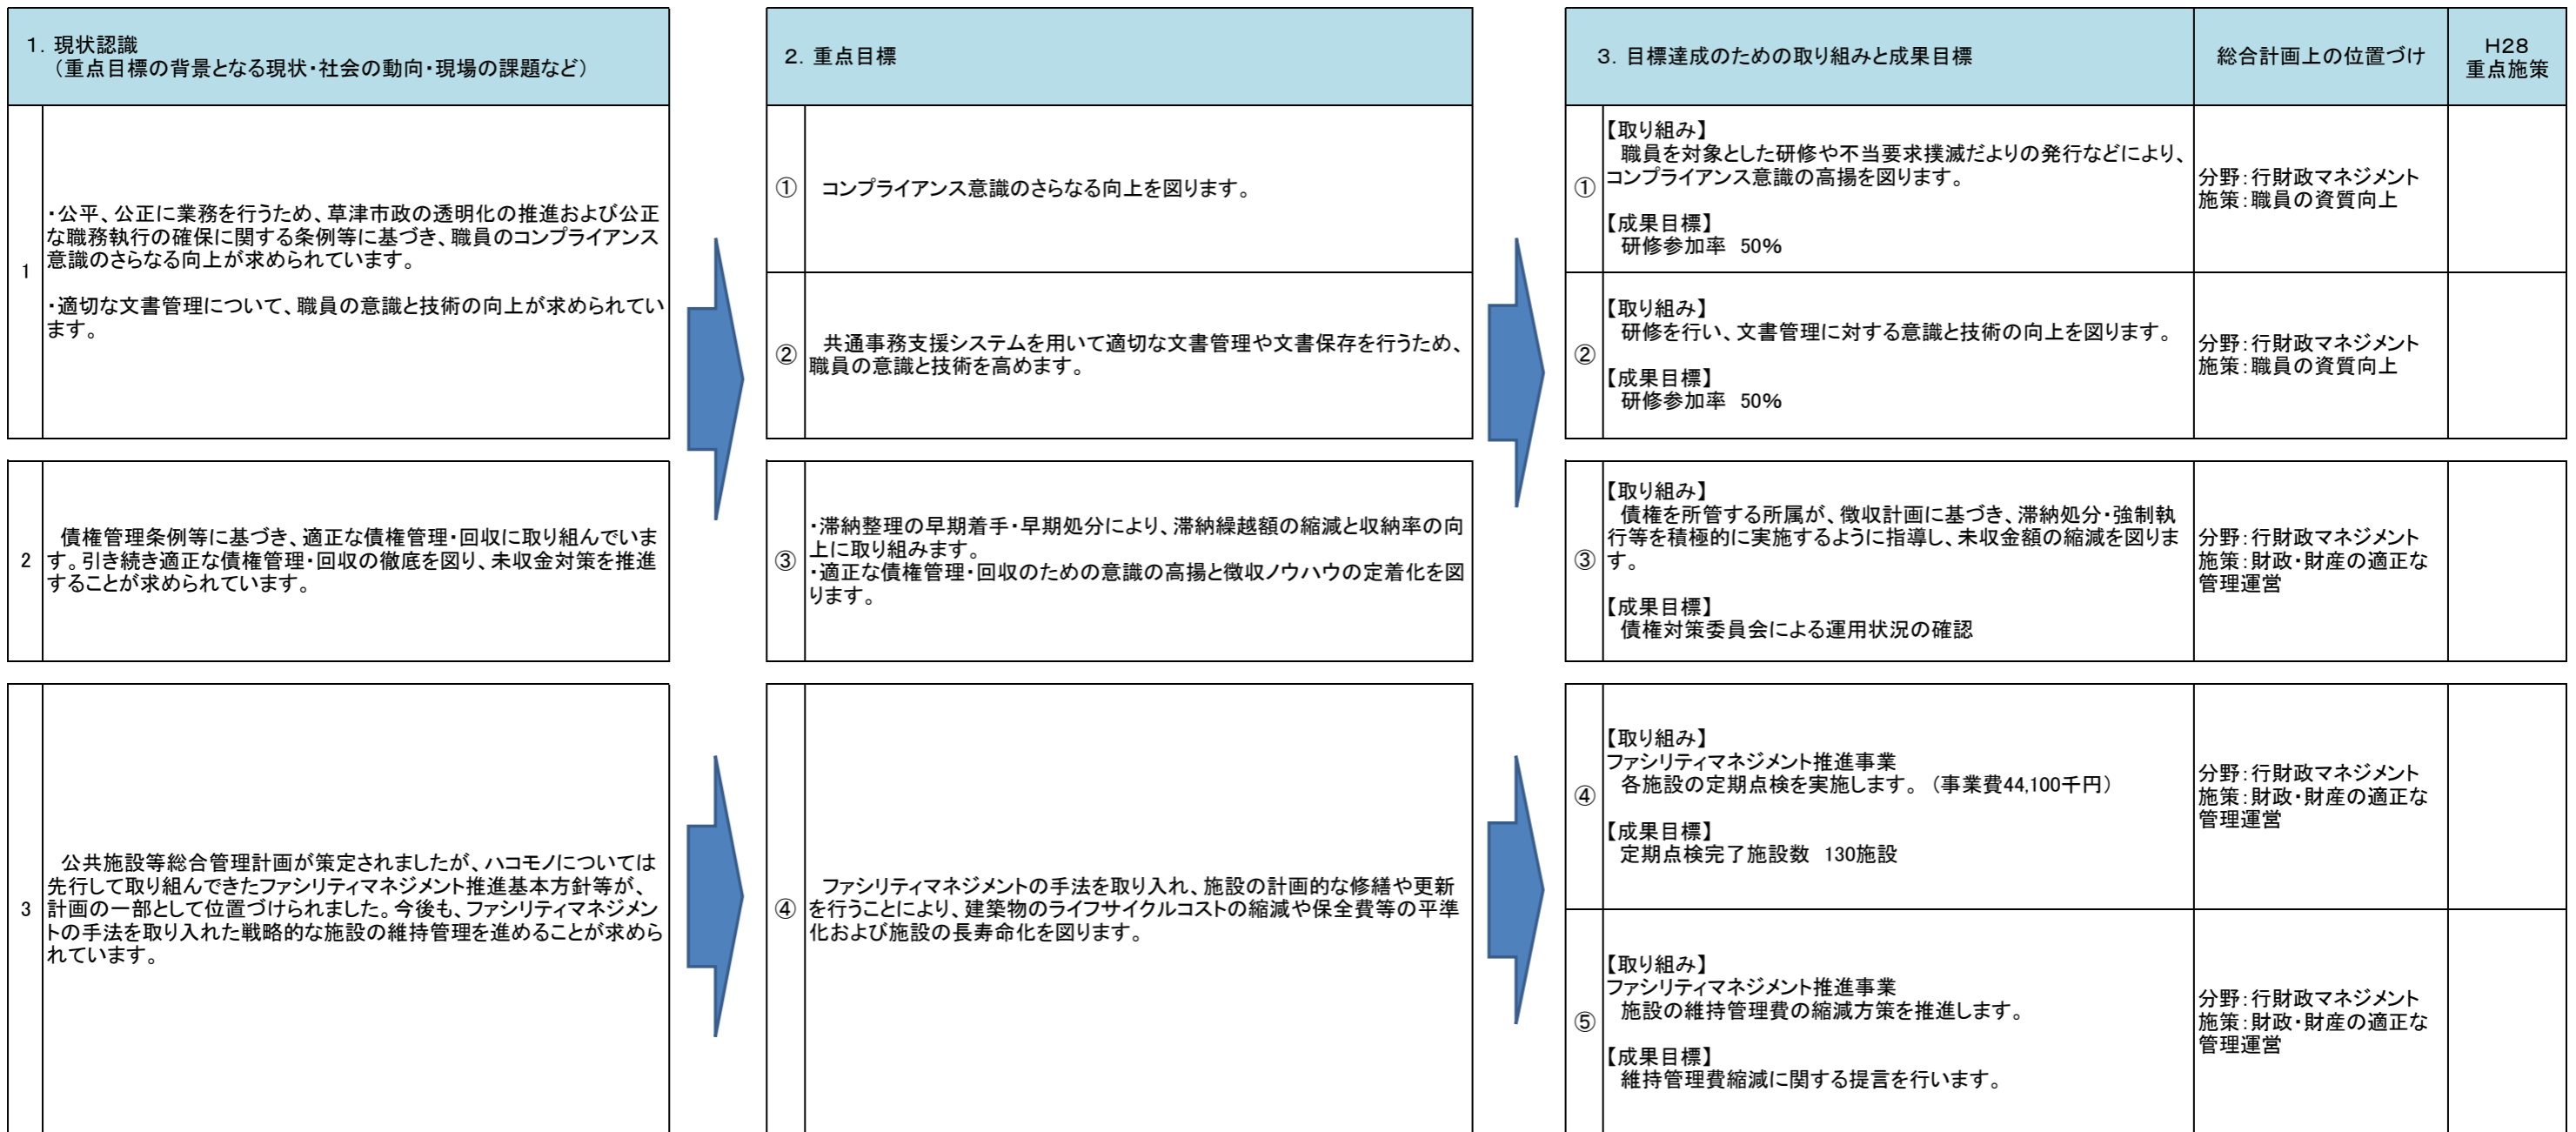 １．現状認識
（重点目標の背景となる現状・社会の動向・現場の課題など）
1
・公平、公正に業務を行うため、草津市政の透明化の推進および公正
な職務執行の確保に関する条例等に基づき、職員のコンプライアンス
意識のさらなる向上が求められています。
・適切な文書管理について、職員の意識と技術の向上が求められてい
ます。
2
債権管理条例等に基づき、適正な債権管理・回収に取り組んでいま
す。引き続き適正な債権管理・回収の徹底を図り、未収金対策を推進
することが求められています。
3
公共施設等総合管理計画が策定されましたが、ハコモノについては
先行して取り組んできたファシリティマネジメント推進基本方針等が、
計画の一部として位置づけられました。今後も、ファシリティマネジメン
トの手法を取り入れた戦略的な施設の維持管理を進めることが求めら
れています。
２．重点目標
①
コンプライアンス意識のさらなる向上を図ります。
②
共通事務支援システムを用いて適切な文書管理や文書保存を行うため、
職員の意識と技術を高めます。
③
・滞納整理の早期着手・早期処分により、滞納繰越額の縮減と収納率の向
上に取り組みます。
・適正な債権管理・回収のための意識の高揚と徴収ノウハウの定着化を図
ります。
④
ファシリティマネジメントの手法を取り入れ、施設の計画的な修繕や更新
を行うことにより、建築物のライフサイクルコストの縮減や保全費等の平準
化および施設の長寿命化を図ります。
３．目標達成のための取り組みと成果目標
総合計画上の位置づけ
H28
重点施策
①
【取り組み】
職員を対象とした研修や不当要求撲滅だよりの発行などにより、
コンプライアンス意識の高揚を図ります。
【成果目標】
研修参加率 50%
分野：行財政マネジメント
施策：職員の資質向上
②
【取り組み】
研修を行い、文書管理に対する意識と技術の向上を図ります。
【成果目標】
研修参加率 50%
分野：行財政マネジメント
施策：職員の資質向上
③
【取り組み】
債権を所管する所属が、徴収計画に基づき、滞納処分・強制執
行等を積極的に実施するように指導し、未収金額の縮減を図りま
す。
【成果目標】
債権対策委員会による運用状況の確認
分野：行財政マネジメント
施策：財政・財産の適正な
管理運営
④
【取り組み】
ファシリティマネジメント推進事業
各施設の定期点検を実施します。（事業費44,100千円）
【成果目標】
定期点検完了施設数 130施設
分野：行財政マネジメント
施策：財政・財産の適正な
管理運営
⑤
【取り組み】
ファシリティマネジメント推進事業
施設の維持管理費の縮減方策を推進します。
【成果目標】
維持管理費縮減に関する提言を行います。
分野：行財政マネジメント
施策：財政・財産の適正な
管理運営